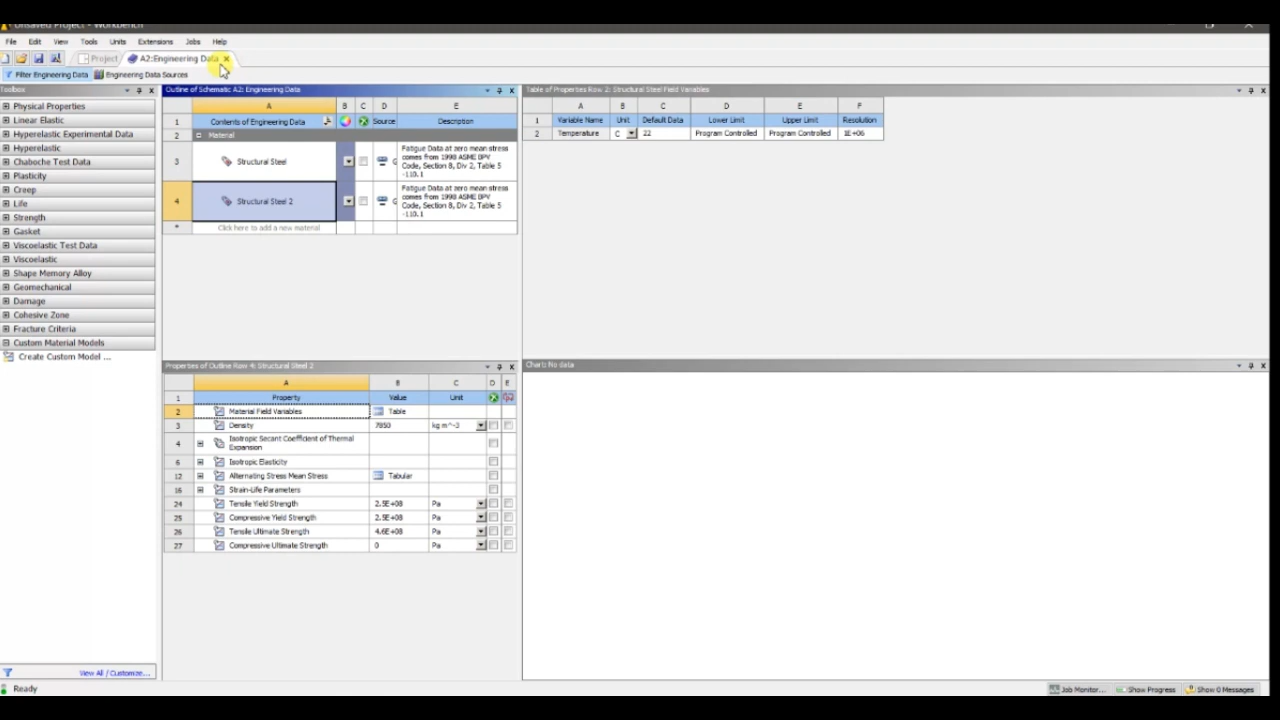 Unsaved Project - Workbench
File Edit View Tools Units Extensions Jobs Help
Project A2:Engineering Data
Filter Engineering Data Engineering Data Sources
Toolbox
Physical Properties
Linear Elastic
Hyperelastic Experimental Data
Hyperelastic
Chaboche Test Data
Plasticity
Creep
Life
Strength
Gasket
Viscoelastic Test Data
Viscoelastic
Shape Memory Alloy
Geomechanical
Damage
Cohesive Zone
Fracture Criteria
Custom Material Models
Create Custom Model ...
View All / Customize...
Outline of Schematic A2: Engineering Data
A B C D E
1 Contents of Engineering Data Source Description
2 Material
3 Structural Steel
Fatigue Data at zero mean stress
comes from 1998 ASME BPV
Code, Section 8, Div 2, Table 5
-110.1
4 Structural Steel 2
Fatigue Data at zero mean stress
comes from 1998 ASME BPV
Code, Section 8, Div 2, Table 5
-110.1
* Click here to add a new material
Properties of Outline Row 4: Structural Steel 2
A B C D E
1 Property Value Unit
2 Material Field Variables Table
3 Density 7850 kg m^-3
4 Isotropic Secant Coefficient of Thermal
Expansion
6 Isotropic Elasticity
12 Alternating Stress Mean Stress Tabular
16 Strain-Life Parameters
24 Tensile Yield Strength 2.5E+08 Pa
25 Compressive Yield Strength 2.5E+08 Pa
26 Tensile Ultimate Strength 4.6E+08 Pa
27 Compressive Ultimate Strength 0 Pa
Table of Properties Row 2: Structural Steel Field Variables
A B C D E F
1 Variable Name Unit Default Data Lower Limit Upper Limit Resolution
2 Temperature C 22 Program Controlled Program Controlled 1E+06
Chart: No data
Ready
Job Monitor... Show Progress Show 0 Messages